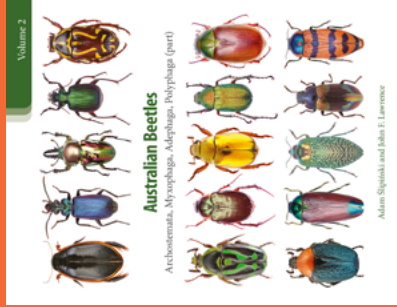 Volume 2
Australian Beetles
Archostemata, Myxophaga, Adephaga, Polyphaga (part)
Adam Ślipiński and John F. Lawrence